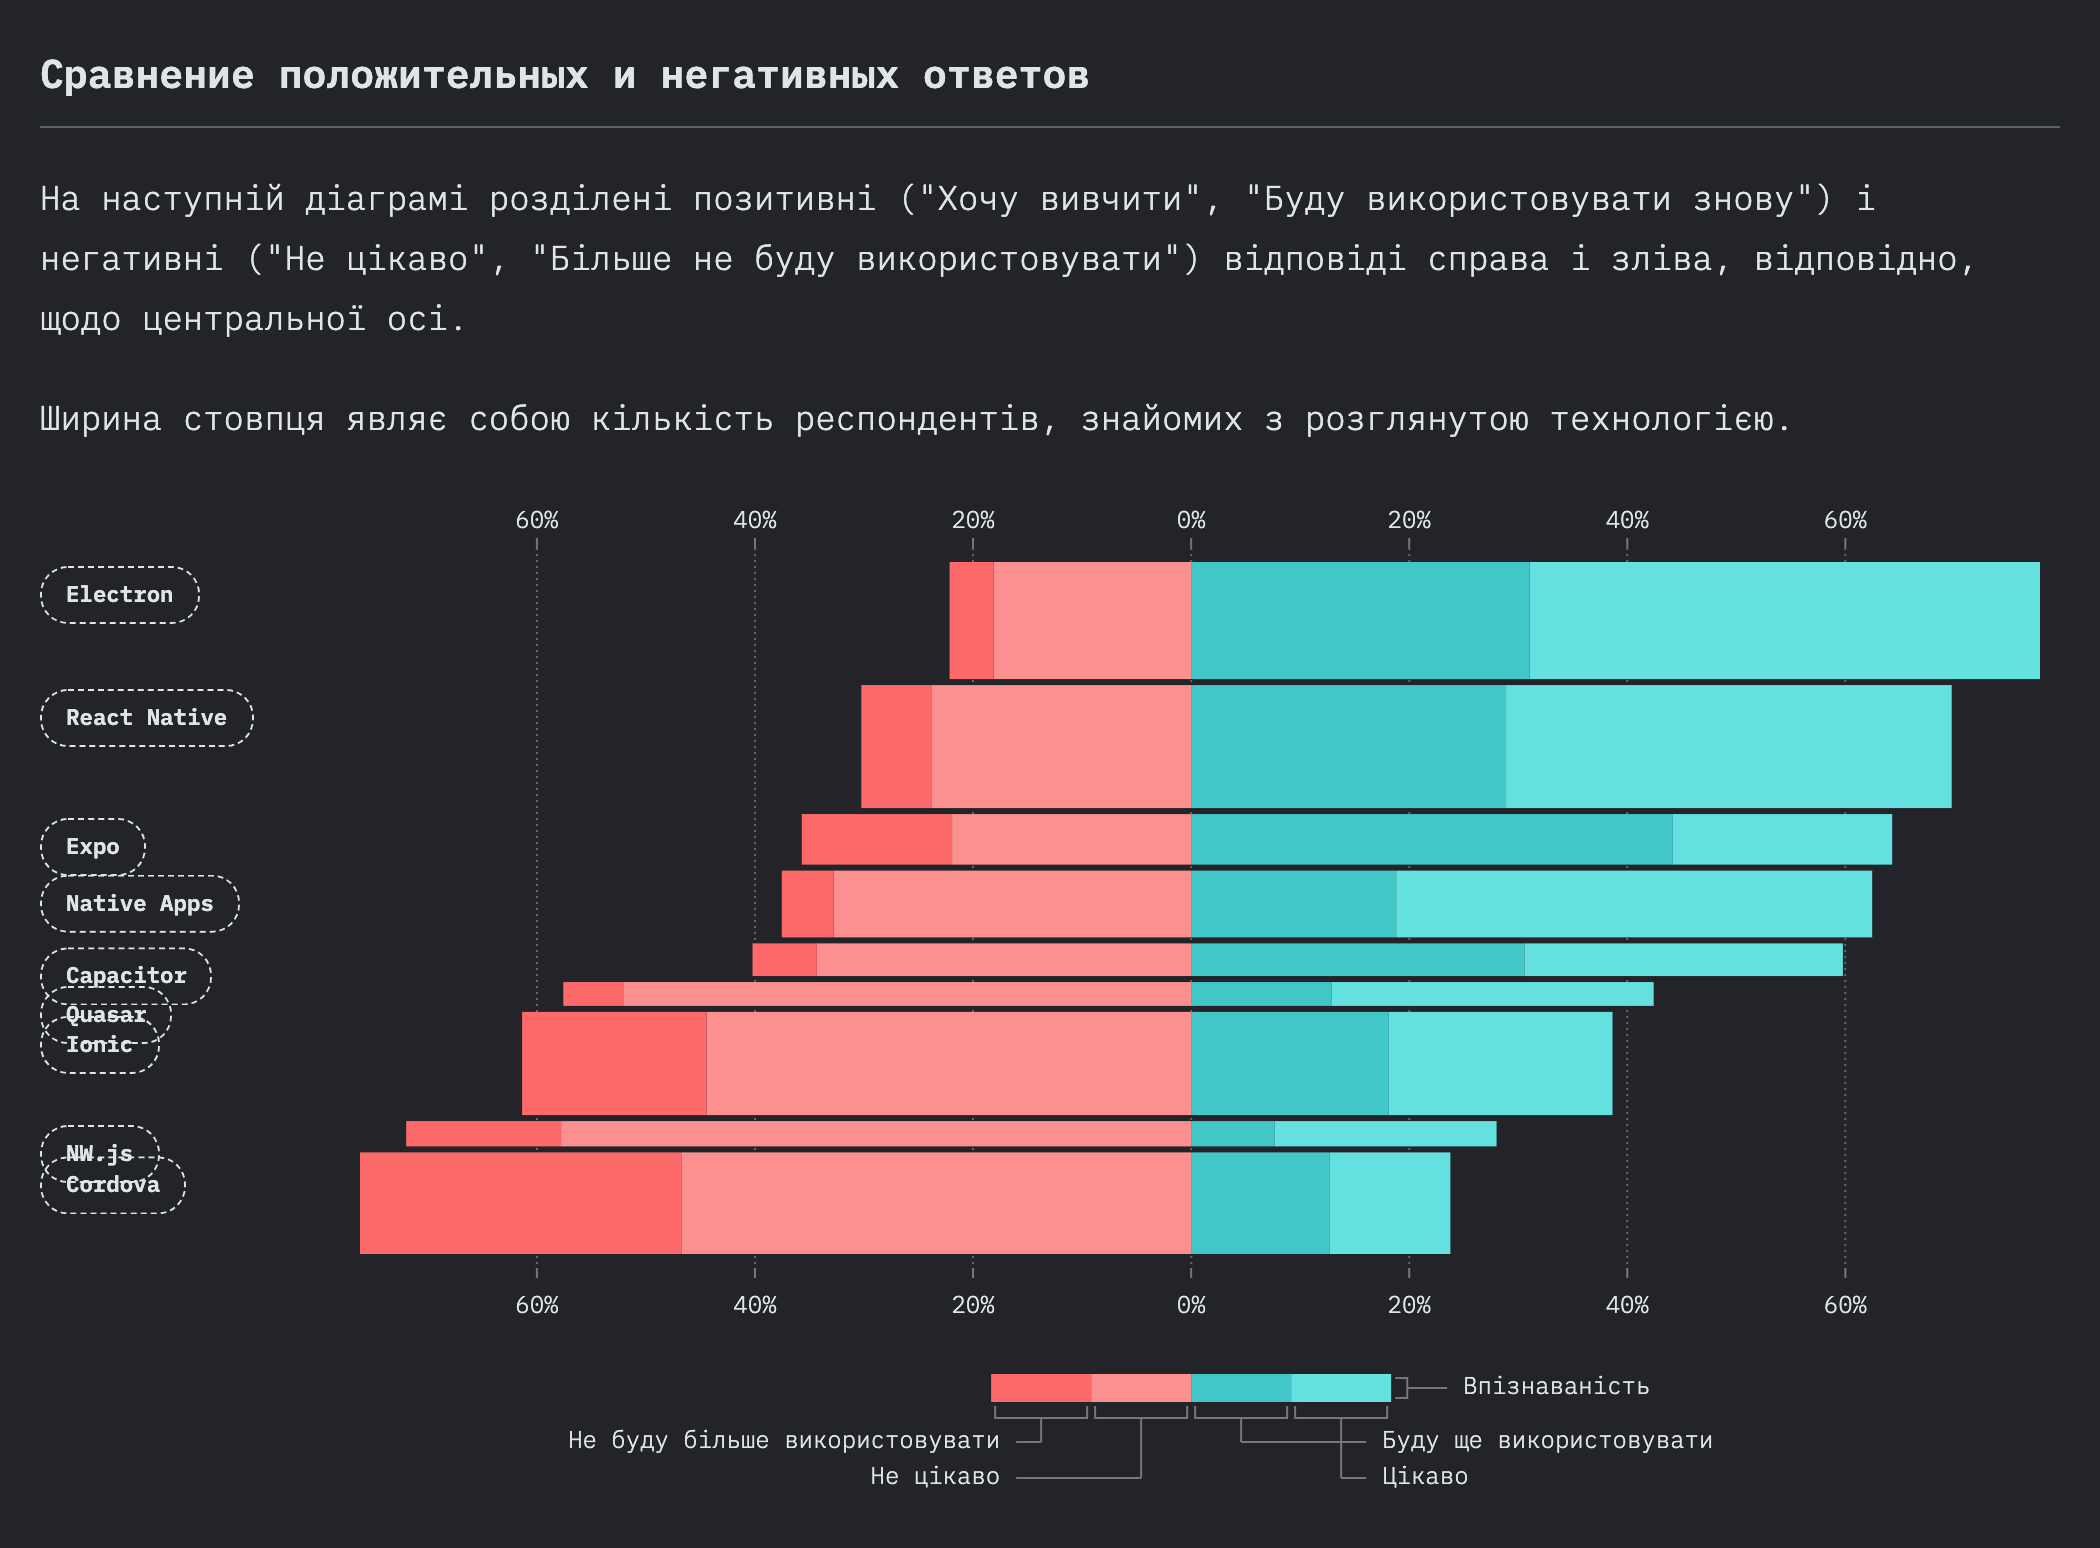 Сравнение положительных и негативных ответов
На наступній діаграмі розділені позитивні ("Хочу вивчити", "Буду використовувати знову") і
негативні ("Не цікаво", "Більше не буду використовувати") відповіді справа і зліва, відповідно,
щодо центральної осі.
Ширина стовпця являє собою кількість респондентів, знайомих з розглянутою технологією.
60% 40% 20% 0% 20% 40% 60%
Electron
React Native
Expo
Native Apps
Capacitor
Quasar
Ionic
NW.js
Cordova
60% 40% 20% 0% 20% 40% 60%
Впізнаваність
Не буду більше використовувати
Буду ще використовувати
Не цікаво
Цікаво